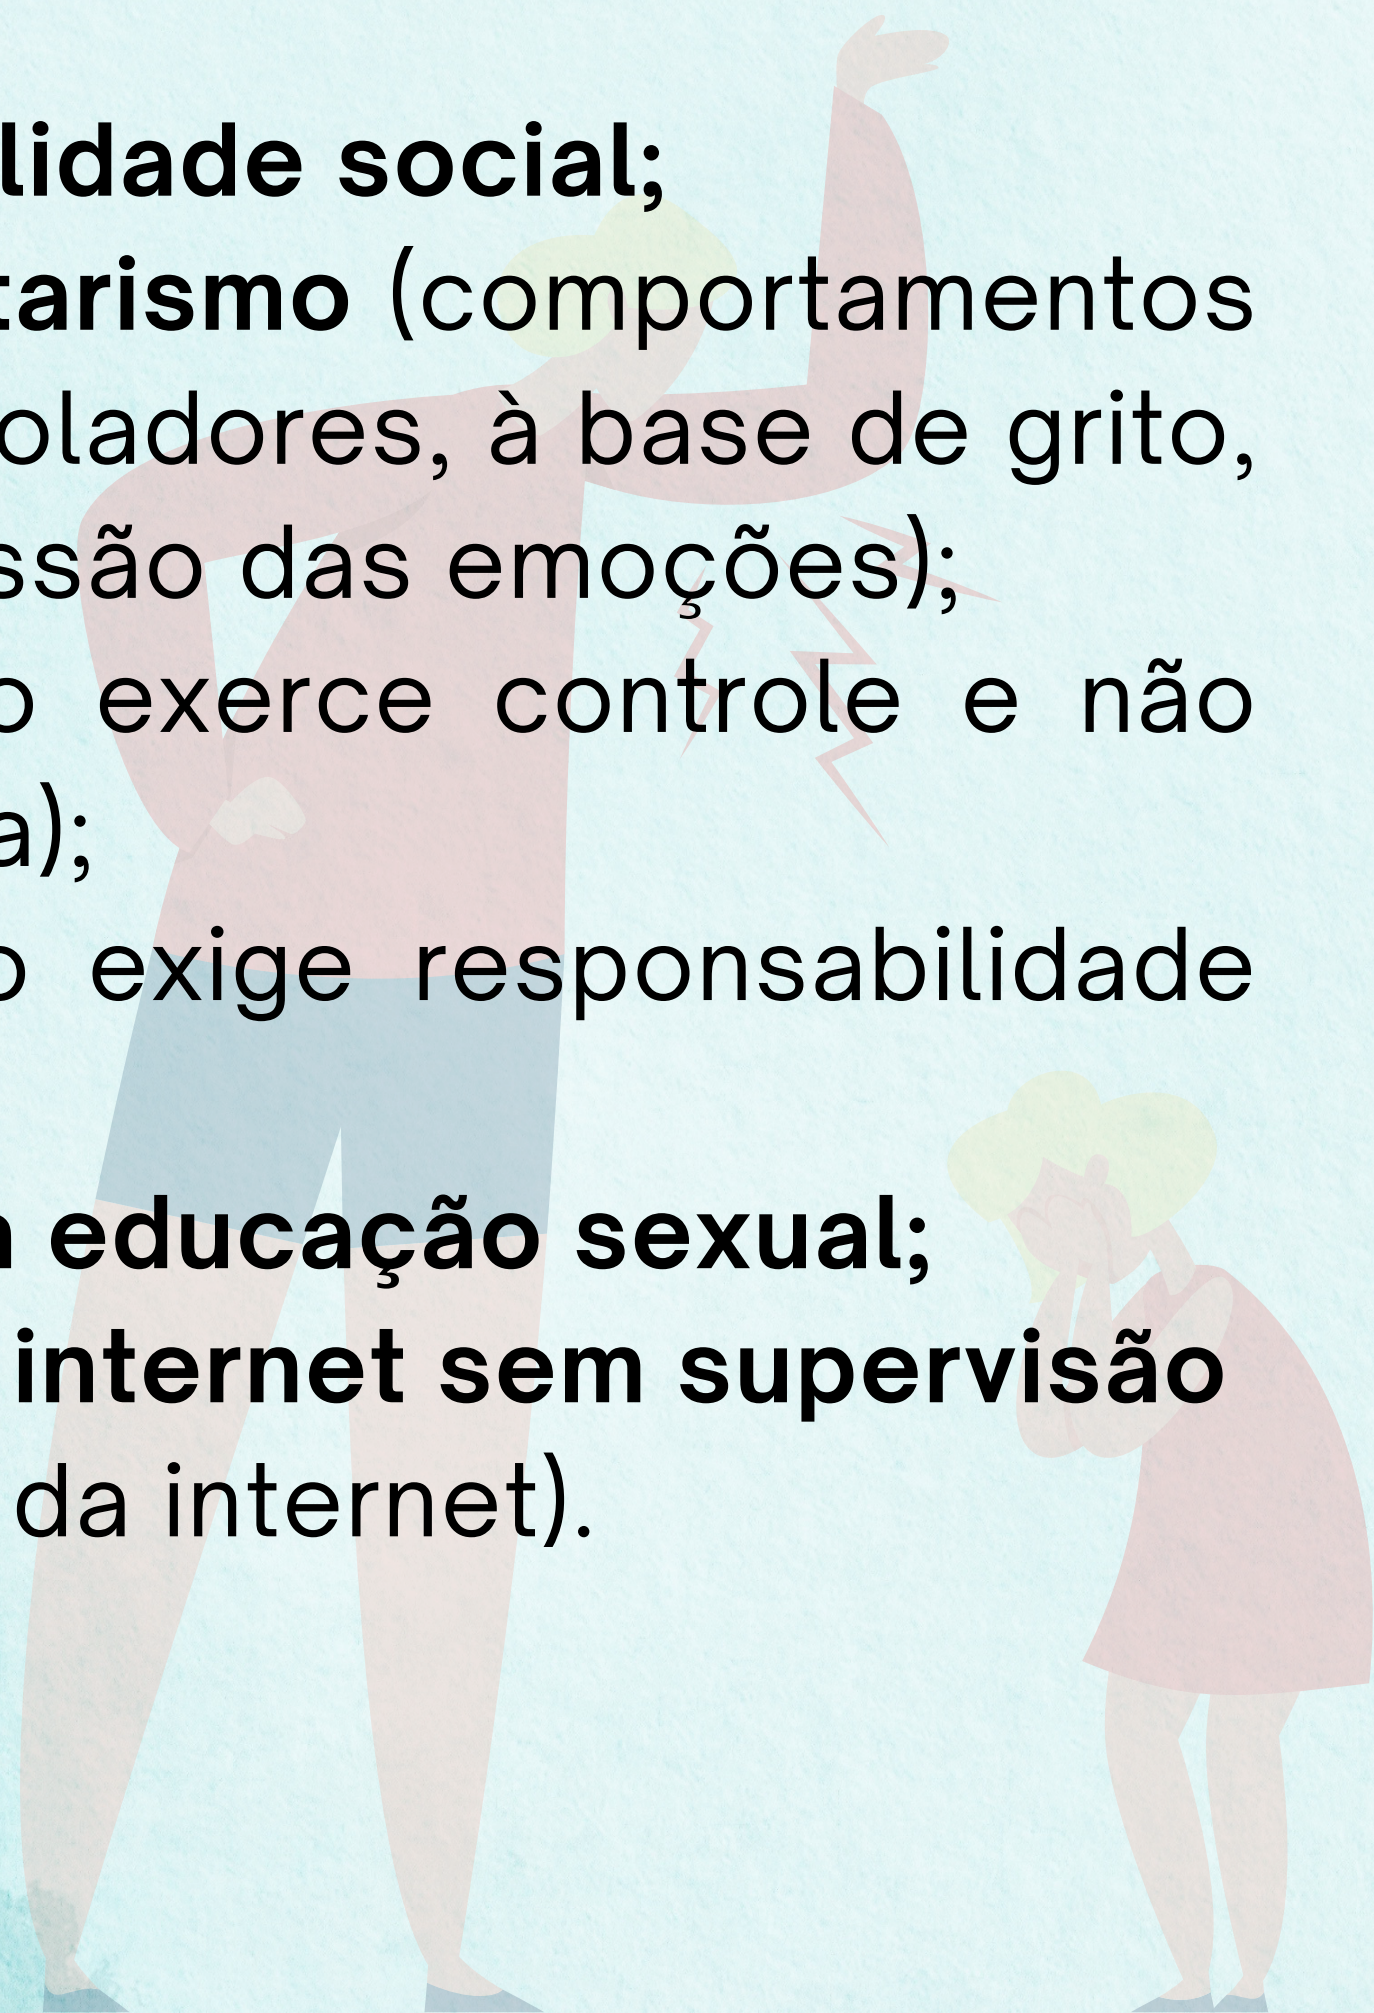 lidade social;
tarismo (comportamentos
oladores, à base de grito,
ssão das emoções);
o exerce controle e não
a);
o exige responsabilidade
educação sexual;
internet sem supervisão
da internet).